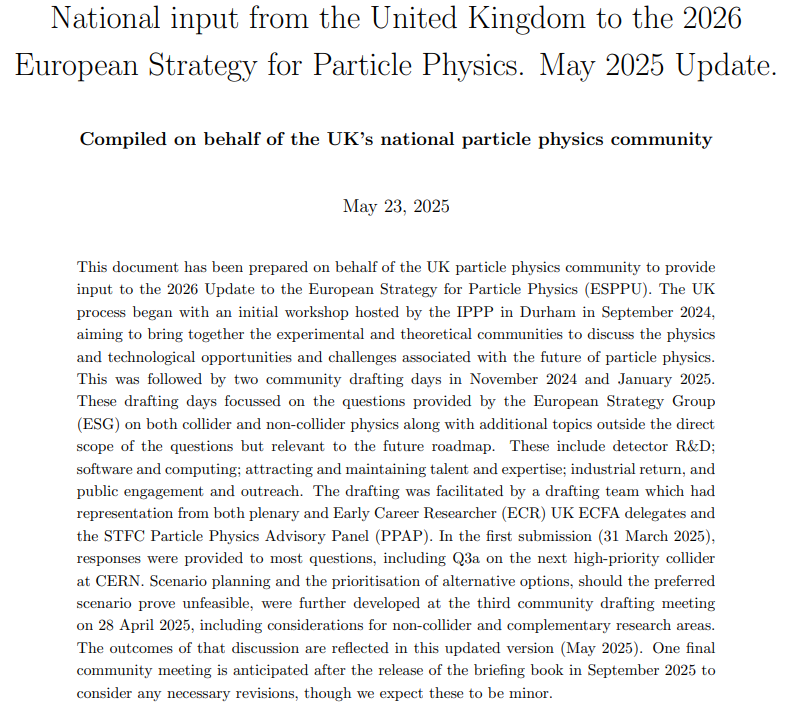 National input from the United Kingdom to the 2026
European Strategy for Particle Physics. May 2025 Update.
Compiled on behalf of the UK's national particle physics community
May 23, 2025
This document has been prepared on behalf of the UK particle physics community to provide
input to the 2026 Update to the European Strategy for Particle Physics (ESPPU). The UK
process began with an initial workshop hosted by the IPPP in Durham in September 2024,
aiming to bring together the experimental and theoretical communities to discuss the physics
and technological opportunities and challenges associated with the future of particle physics.
This was followed by two community drafting days in November 2024 and January 2025.
These drafting days focussed on the questions provided by the European Strategy Group
(ESG) on both collider and non-collider physics along with additional topics outside the direct
scope of the questions but relevant to the future roadmap. These include detector R&D;
software and computing; attracting and maintaining talent and expertise; industrial return, and
public engagement and outreach. The drafting was facilitated by a drafting team which had
representation from both plenary and Early Career Researcher (ECR) UK ECFA delegates and
the STFC Particle Physics Advisory Panel (PPAP). In the first submission (31 March 2025),
responses were provided to most questions, including Q3a on the next high-priority collider
at CERN. Scenario planning and the prioritisation of alternative options, should the preferred
scenario prove unfeasible, were further developed at the third community drafting meeting
on 28 April 2025, including considerations for non-collider and complementary research areas.
The outcomes of that discussion are reflected in this updated version (May 2025). One final
community meeting is anticipated after the release of the briefing book in September 2025 to
consider any necessary revisions, though we expect these to be minor.